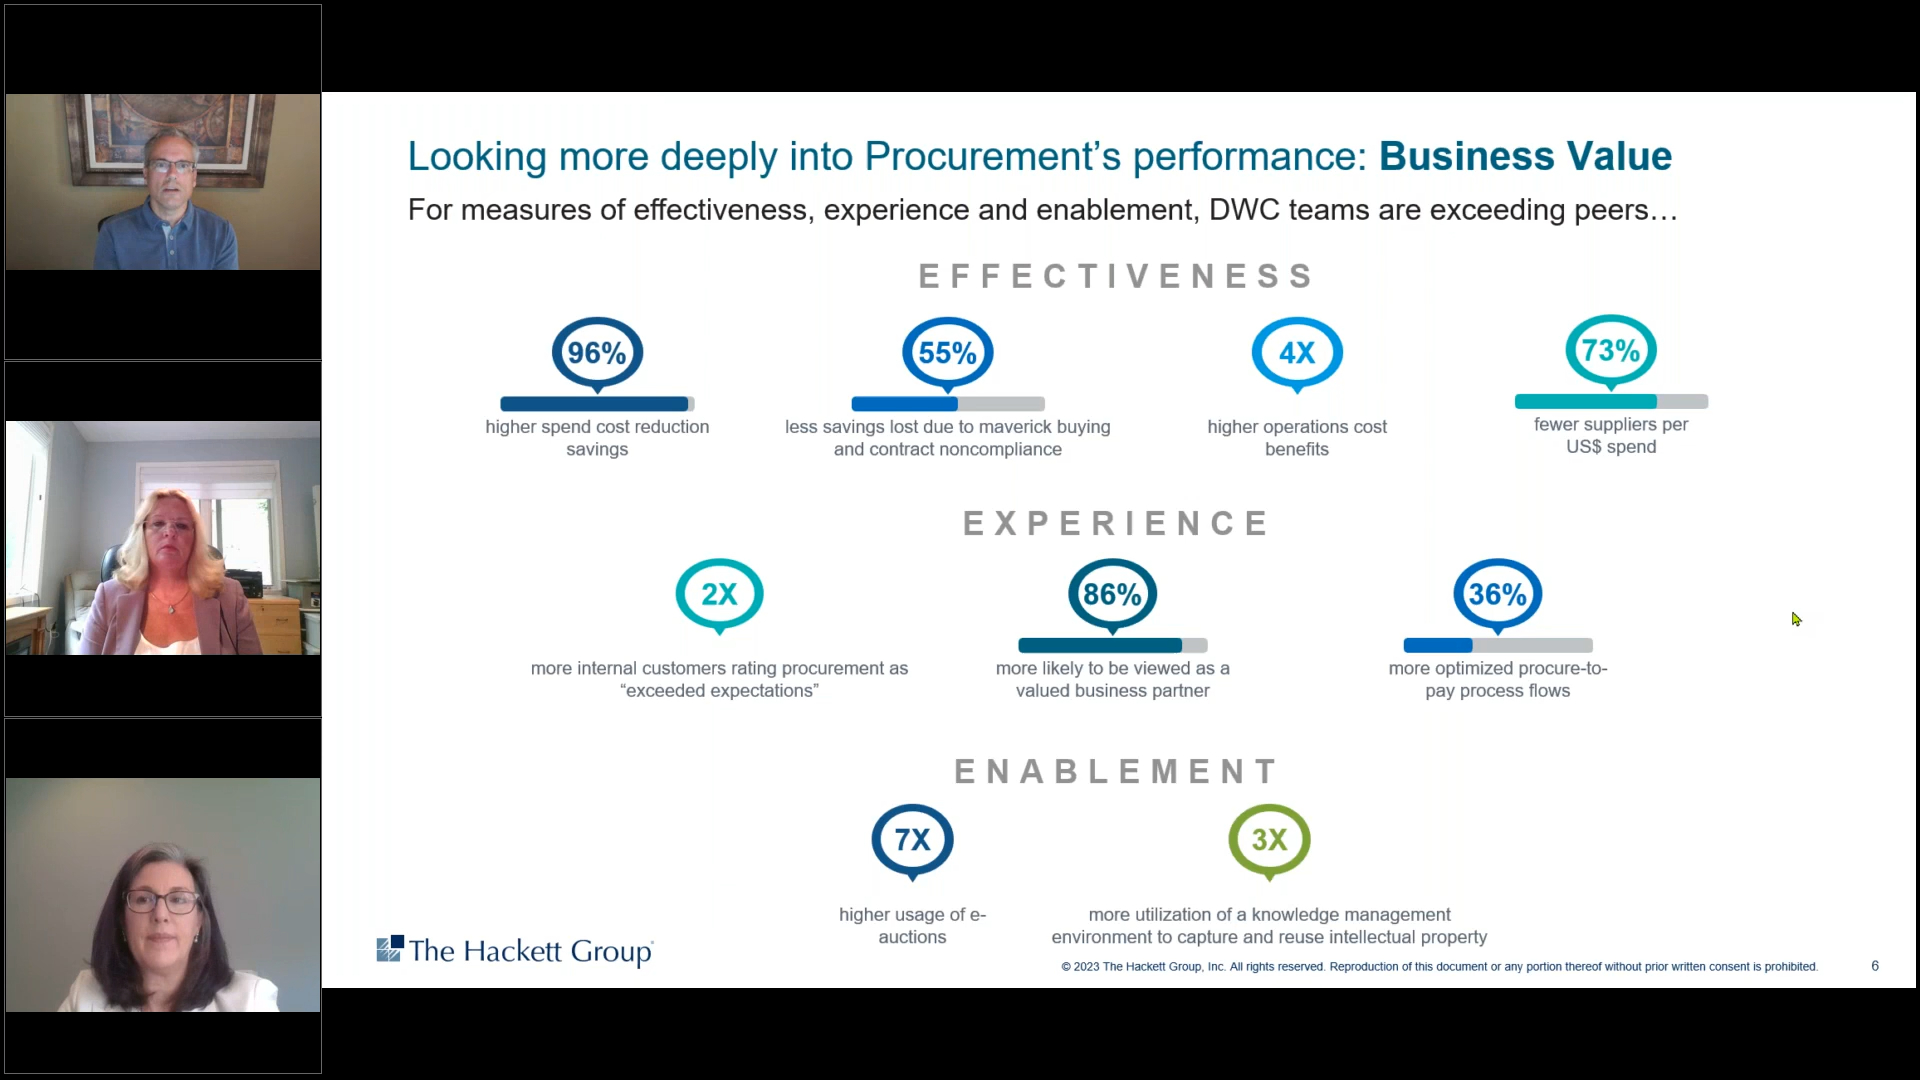 Looking more deeply into Procurement’s performance: Business Value
For measures of effectiveness, experience and enablement, DWC teams are exceeding peers…
EFFECTIVENESS
96%
higher spend cost reduction
savings
55%
less savings lost due to maverick buying
and contract noncompliance
4X
higher operations cost
benefits
73%
fewer suppliers per
US$ spend
EXPERIENCE
2X
more internal customers rating procurement as
“exceeded expectations”
86%
more likely to be viewed as a
valued business partner
36%
more optimized procure-to-
pay process flows
ENABLEMENT
7X
higher usage of e-
auctions
3X
more utilization of a knowledge management
environment to capture and reuse intellectual property
The Hackett Group®
© 2023 The Hackett Group, Inc. All rights reserved. Reproduction of this document or any portion thereof without prior written consent is prohibited.
6